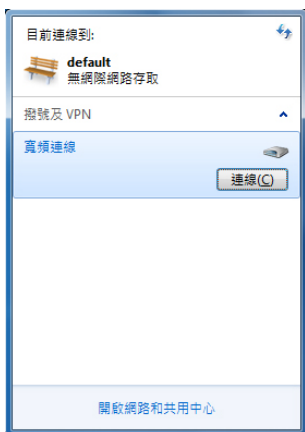 目前連線到:
default
無網際網路存取
撥號及 VPN
寬頻連線
連線(C)
開啟網路和共用中心